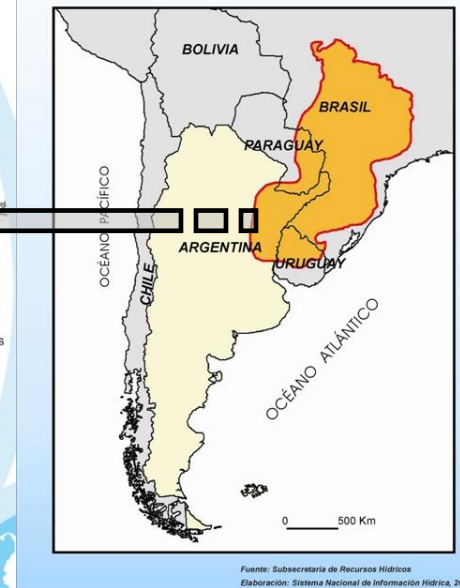 BOLIVIA
BRASIL
PARAGUAY
OCÉANO PACÍFICO
ARGENTINA
URUGUAY
CHILE
OCÉANO ATLÁNTICO
0 500 Km
Fuente: Subsecretaria de Recursos Hídricos
Elaboración: Sistema Nacional de Información Hídrica,